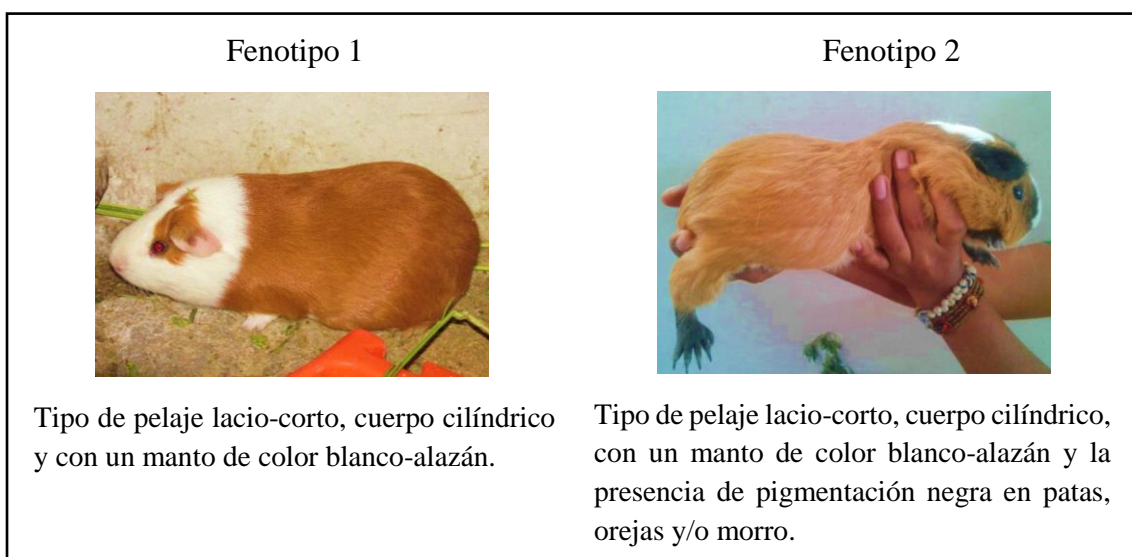 Fenotipo 1
Tipo de pelaje lacio-corto, cuerpo cilíndrico
y con un manto de color blanco-alazán.
Fenotipo 2
Tipo de pelaje lacio-corto, cuerpo cilíndrico,
con un manto de color blanco-alazán y la
presencia de pigmentación negra en patas,
orejas y/o morro.